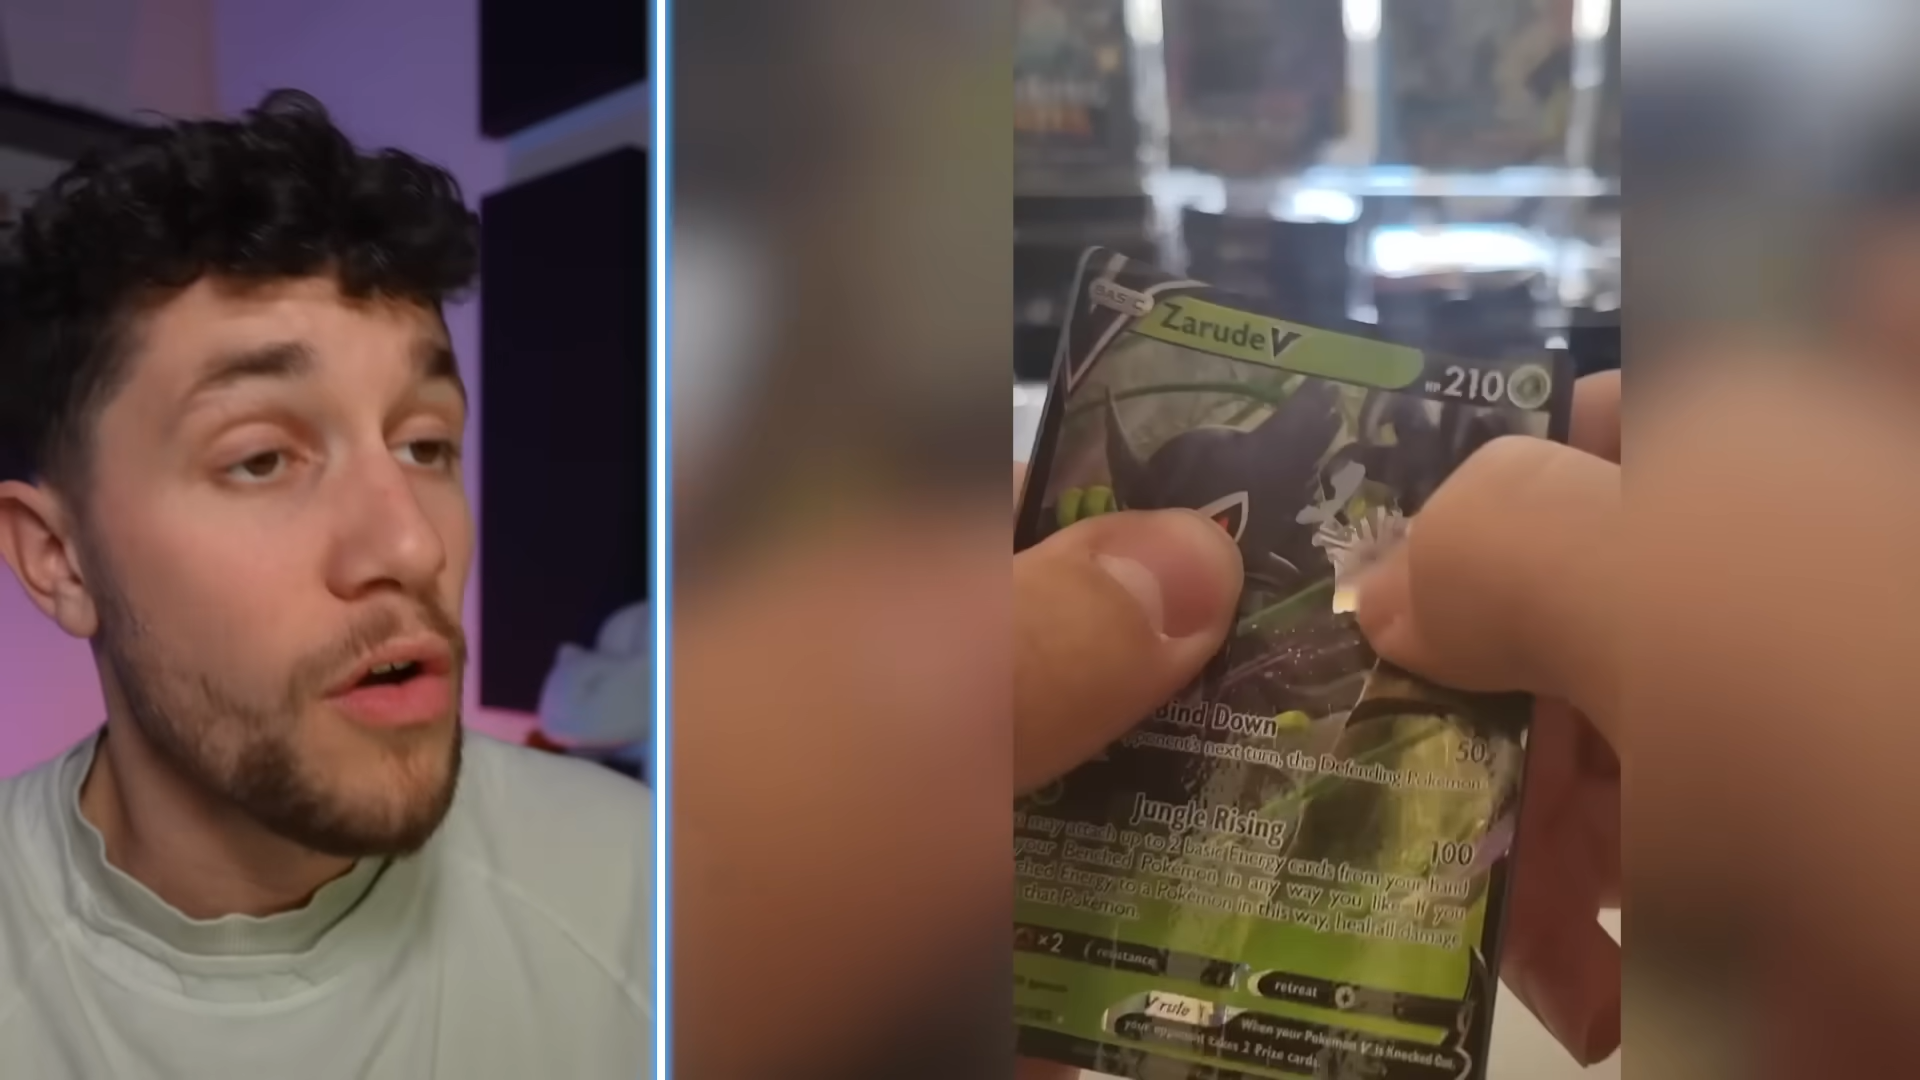 BASIC
Zarude V
HP 210
Bind Down
50
opponent's next turn, the Defending Pokémon
Jungle Rising
100
may attach up to 2 basic Energy cards from your hand
your Benched Pokémon in any way you like. If you
Energy to a Pokémon in this way, heal all damage
that Pokémon.
×2
resistance
retreat
V rule
When your Pokémon V is Knocked Out,
your opponent takes 2 Prize cards.